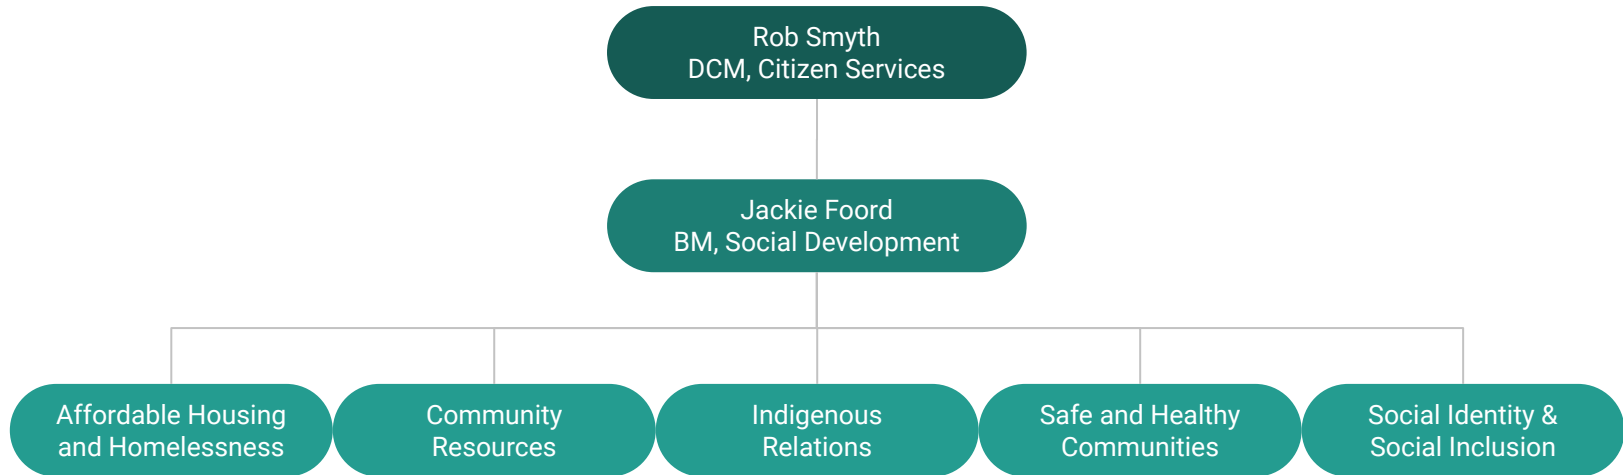 Rob Smyth
DCM, Citizen Services
Jackie Foord
BM, Social Development
Affordable Housing
and Homelessness
Community
Resources
Indigenous
Relations
Safe and Healthy
Communities
Social Identity &
Social Inclusion